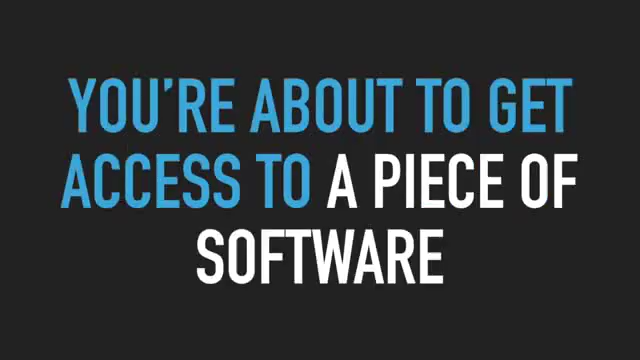 YOU’RE ABOUT TO GET
ACCESS TO A PIECE OF
SOFTWARE